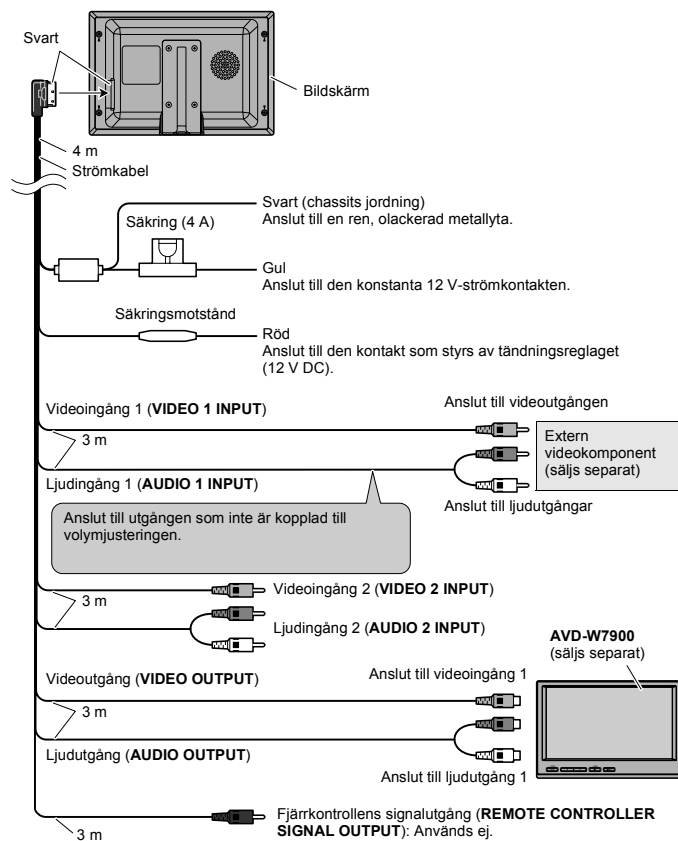 Svart
Bildskärm
4 m
Strömkabel
Svart (chassits jordning)
Anslut till en ren, olackerad metallyta.
Säkring (4 A)
Gul
Anslut till den konstanta 12 V-strömkontakten.
Säkringsmotstånd
Röd
Anslut till den kontakt som styrs av tändningsreglaget
(12 V DC).
Videoingång 1 (VIDEO 1 INPUT)
Anslut till videoutgången
3 m
Extern
videokomponent
(säljs separat)
Ljudingång 1 (AUDIO 1 INPUT)
Anslut till ljudutgångar
Anslut till utgången som inte är kopplad till
volymjusteringen.
Videoingång 2 (VIDEO 2 INPUT)
3 m
Ljudingång 2 (AUDIO 2 INPUT)
AVD-W7900
(säljs separat)
Videoutgång (VIDEO OUTPUT)
Anslut till videoingång 1
3 m
Ljudutgång (AUDIO OUTPUT)
Anslut till ljudutgång 1
Fjärrkontrollens signalutgång (REMOTE CONTROLLER
SIGNAL OUTPUT): Används ej.
3 m